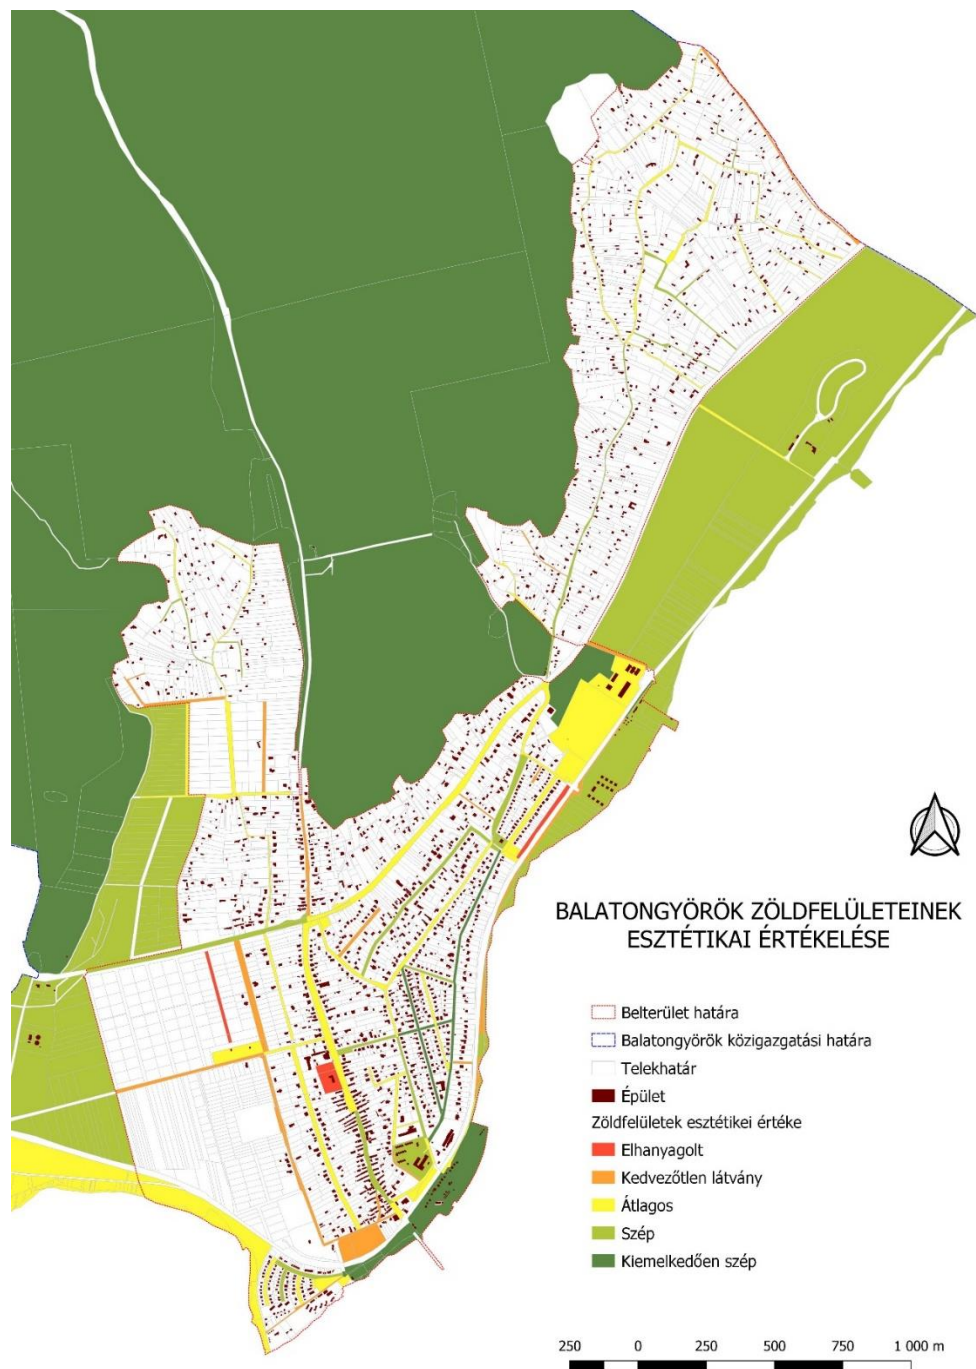 BALATONGYÖRÖK ZÖLDFELÜLETEINEK
ESZTÉTIKAI ÉRTÉKELÉSE
Belterület határa
Balatongyörök közigazgatási határa
Telekhatár
Épület
Zöldfelületek esztétikei értéke
Elhanyagolt
Kedvezőtlen látvány
Átlagos
Szép
Kiemelkedően szép
250 0 250 500 750 1 000 m